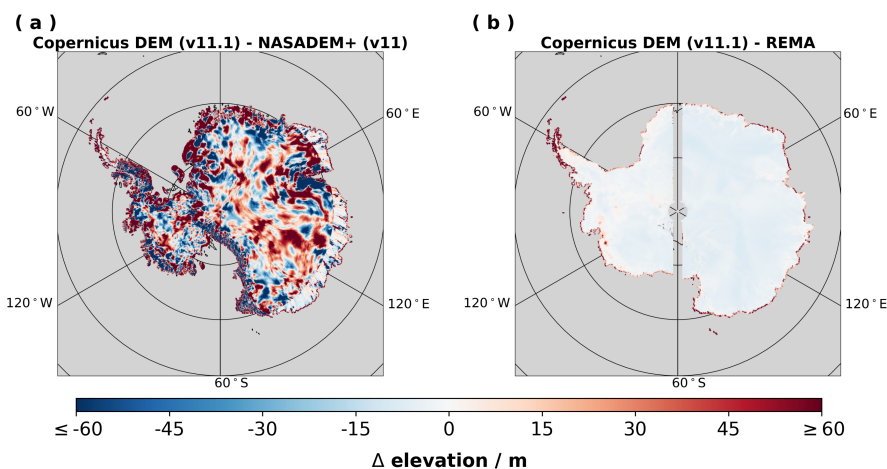 ( a )
( b )
Copernicus DEM (v11.1) - NASADEM+ (v11)
Copernicus DEM (v11.1) - REMA
60°W
60°E
60°W
60°E
120°W
120°E
120°W
120°E
60°S
60°S
≤-60 -45 -30 -15 0 15 30 45 ≥60
Δ elevation / m